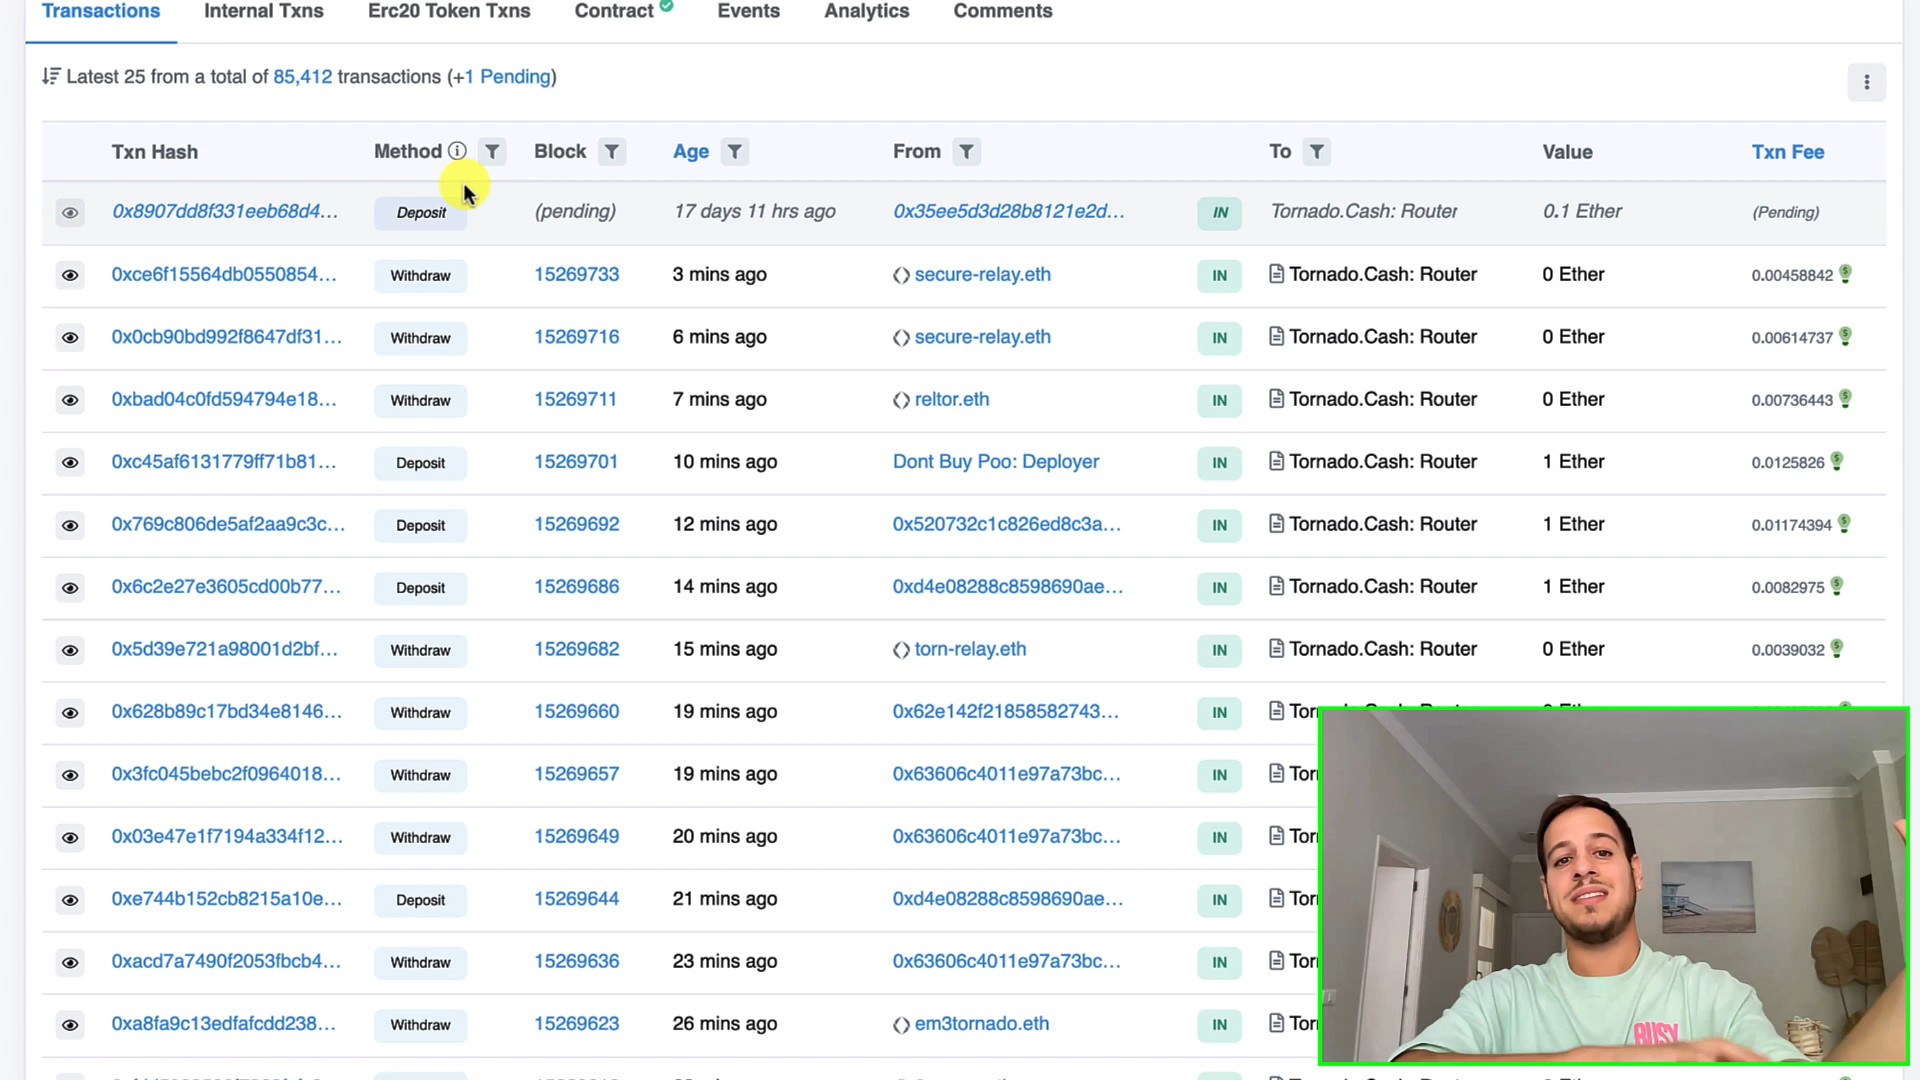 Transactions Internal Txns Erc20 Token Txns Contract Events Analytics Comments
Latest 25 from a total of 85,412 transactions (+1 Pending)
Txn Hash Method Block Age From To Value Txn Fee
0x8907dd8f331eeb68d4... Deposit (pending) 17 days 11 hrs ago 0x35ee5d3d28b8121e2d... IN Tornado.Cash: Router 0.1 Ether (Pending)
0xce6f15564db0550854... Withdraw 15269733 3 mins ago secure-relay.eth IN Tornado.Cash: Router 0 Ether 0.00458842
0x0cb90bd992f8647df31... Withdraw 15269716 6 mins ago secure-relay.eth IN Tornado.Cash: Router 0 Ether 0.00614737
0xbad04c0fd594794e18... Withdraw 15269711 7 mins ago reltor.eth IN Tornado.Cash: Router 0 Ether 0.00736443
0xc45af6131779ff71b81... Deposit 15269701 10 mins ago Dont Buy Poo: Deployer IN Tornado.Cash: Router 1 Ether 0.0125826
0x769c806de5af2aa9c3c... Deposit 15269692 12 mins ago 0x520732c1c826ed8c3a... IN Tornado.Cash: Router 1 Ether 0.01174394
0x6c2e27e3605cd00b77... Deposit 15269686 14 mins ago 0xd4e08288c8598690ae... IN Tornado.Cash: Router 1 Ether 0.0082975
0x5d39e721a98001d2bf... Withdraw 15269682 15 mins ago torn-relay.eth IN Tornado.Cash: Router 0 Ether 0.0039032
0x628b89c17bd34e8146... Withdraw 15269660 19 mins ago 0x62e142f21858582743... IN
0x3fc045bebc2f0964018... Withdraw 15269657 19 mins ago 0x63606c4011e97a73bc... IN Tor
0x03e47e1f7194a334f12... Withdraw 15269649 20 mins ago 0x63606c4011e97a73bc... IN Tor
0xe744b152cb8215a10e... Deposit 15269644 21 mins ago 0xd4e08288c8598690ae... IN Tor
0xacd7a7490f2053fbcb4... Withdraw 15269636 23 mins ago 0x63606c4011e97a73bc... IN Tor
0xa8fa9c13edfafcdd238... Withdraw 15269623 26 mins ago em3tornado.eth IN Tor
BUSY